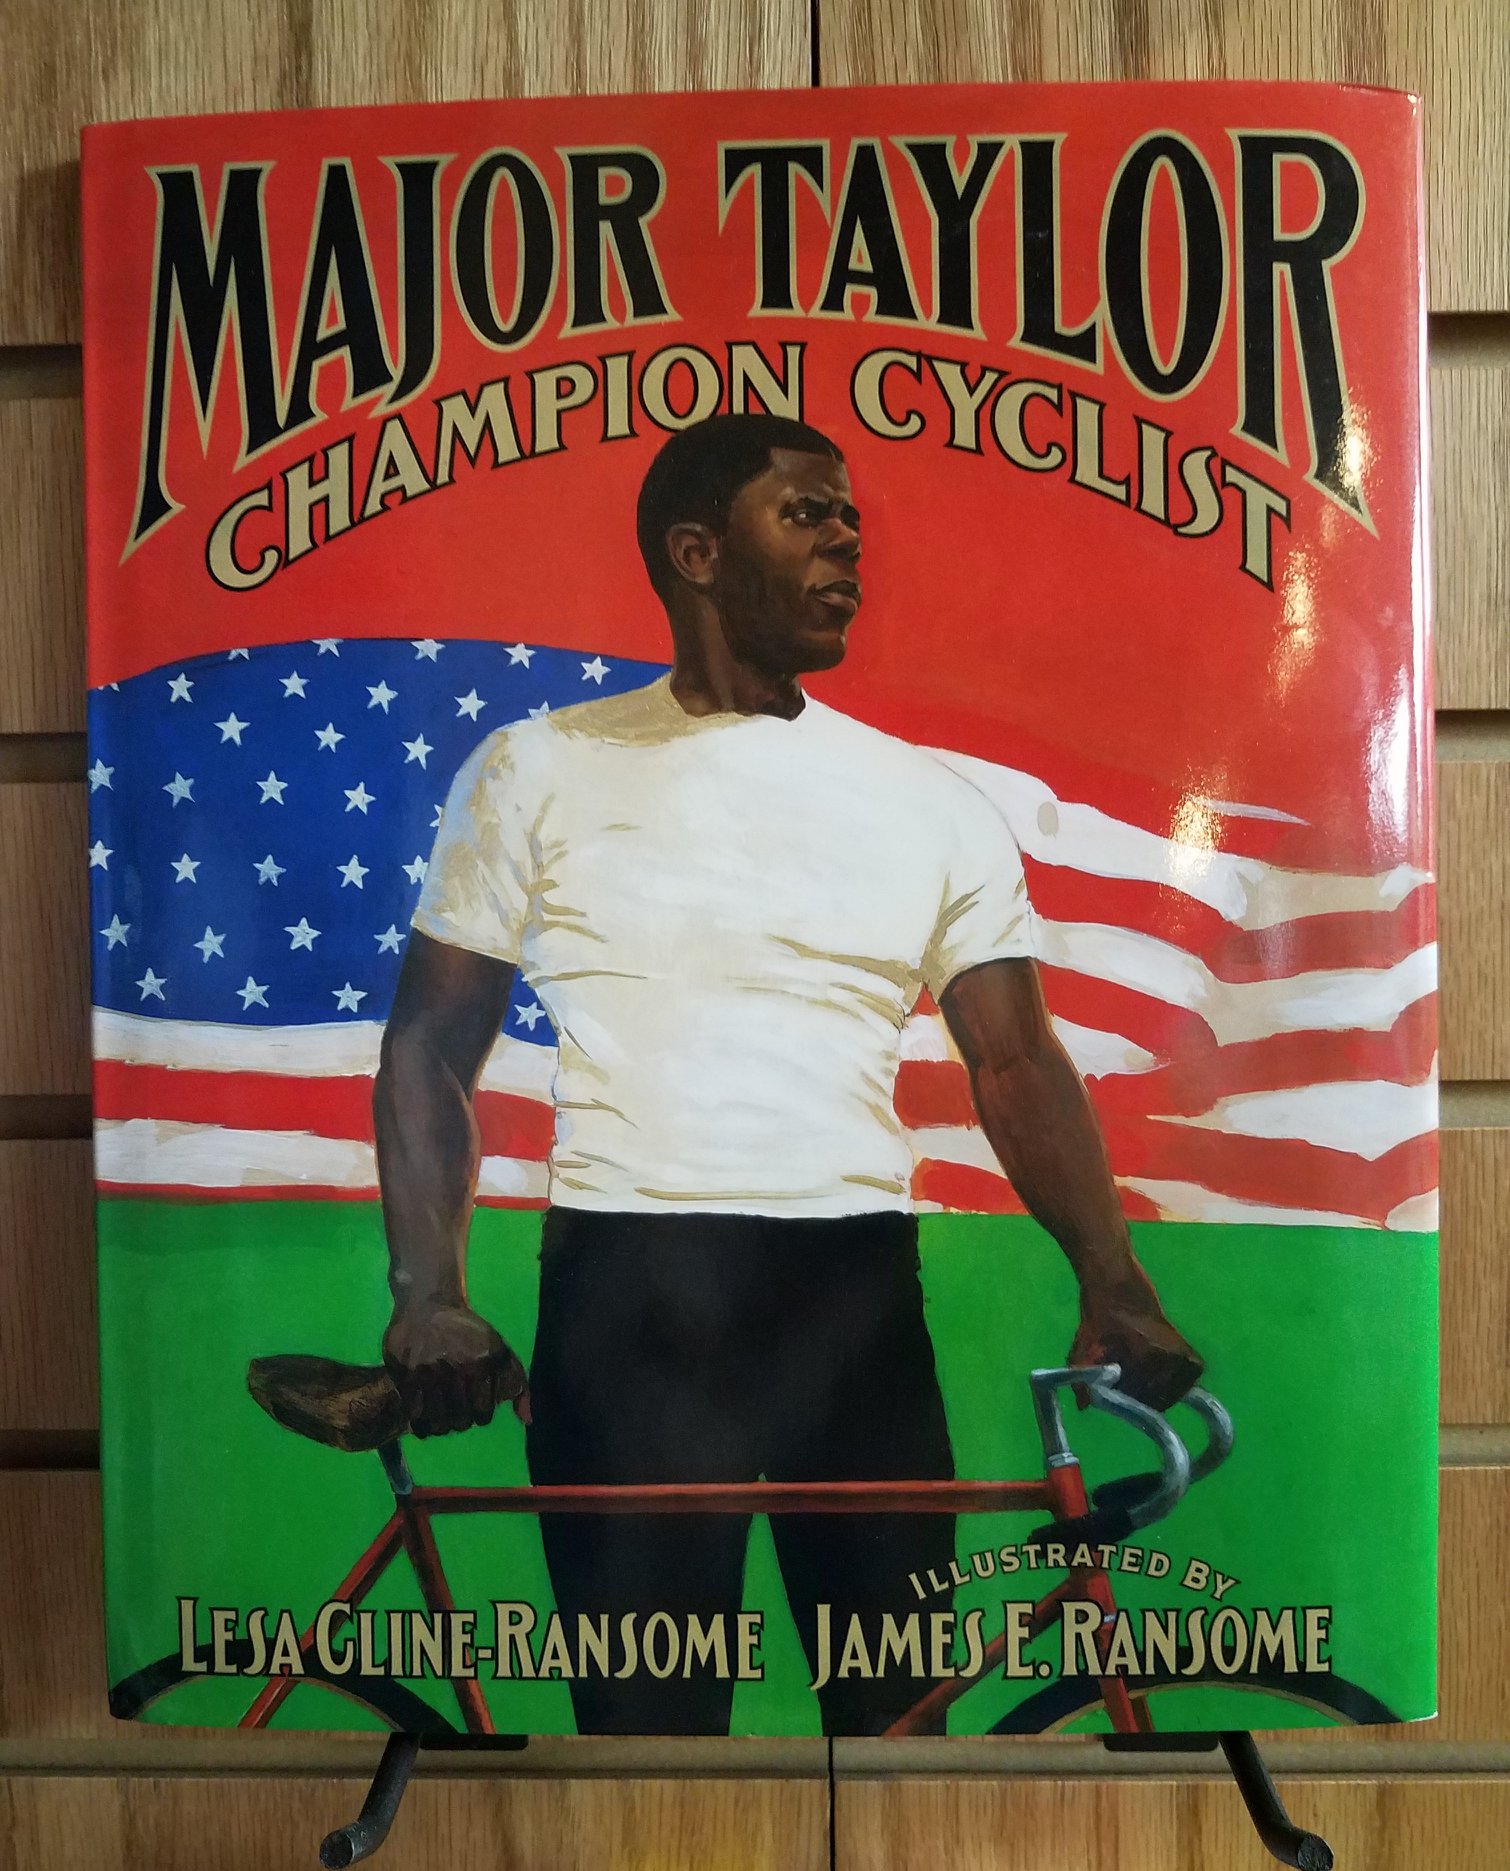 MAJOR TAYLOR
CHAMPION CYCLIST
ILLUSTRATED BY
LESA CLINE-RANSOME JAMES E. RANSOME